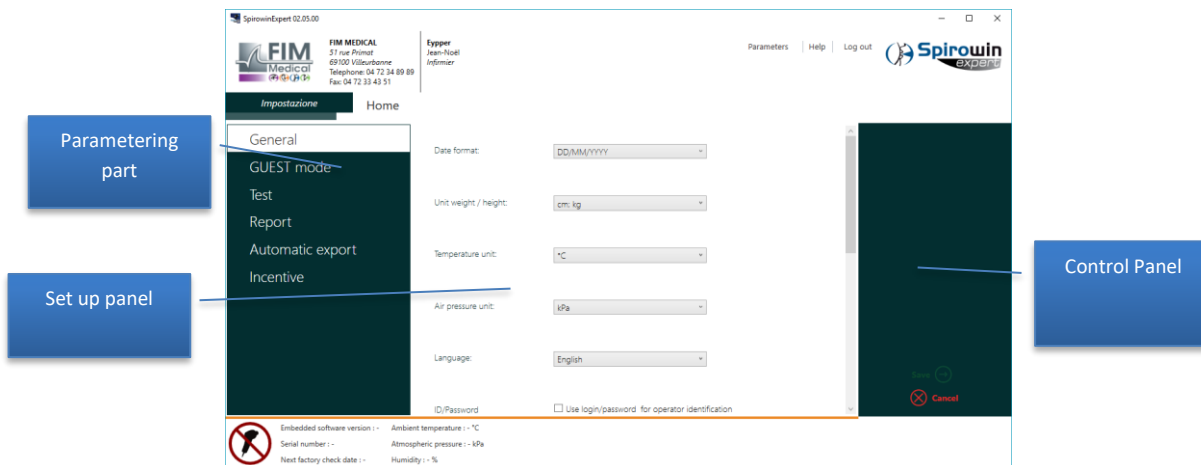 SpirowinExpert 02.05.00
FIM
Medical
FIM MEDICAL
51 rue Primat
69100 Villeurbanne
Telephone: 04 72 34 89 89
Fax: 04 72 33 43 51
Eypper
Jean-Noël
Infirmier
Parameters
Help
Log out
Spirowin
expert
Impostazione
Home
Parametering
part
General
GUEST mode
Test
Report
Automatic export
Incentive
Set up panel
Date format:
DD/MM/YYYY
Unit weight / height:
cm: kg
Temperature unit:
°C
Air pressure unit:
kPa
Language:
English
ID/Password
Use login/password for operator identification
Control Panel
Save
Cancel
Embedded software version : -
Ambient temperature : - °C
Serial number : -
Atmospheric pressure : - kPa
Next factory check date : -
Humidity : - %